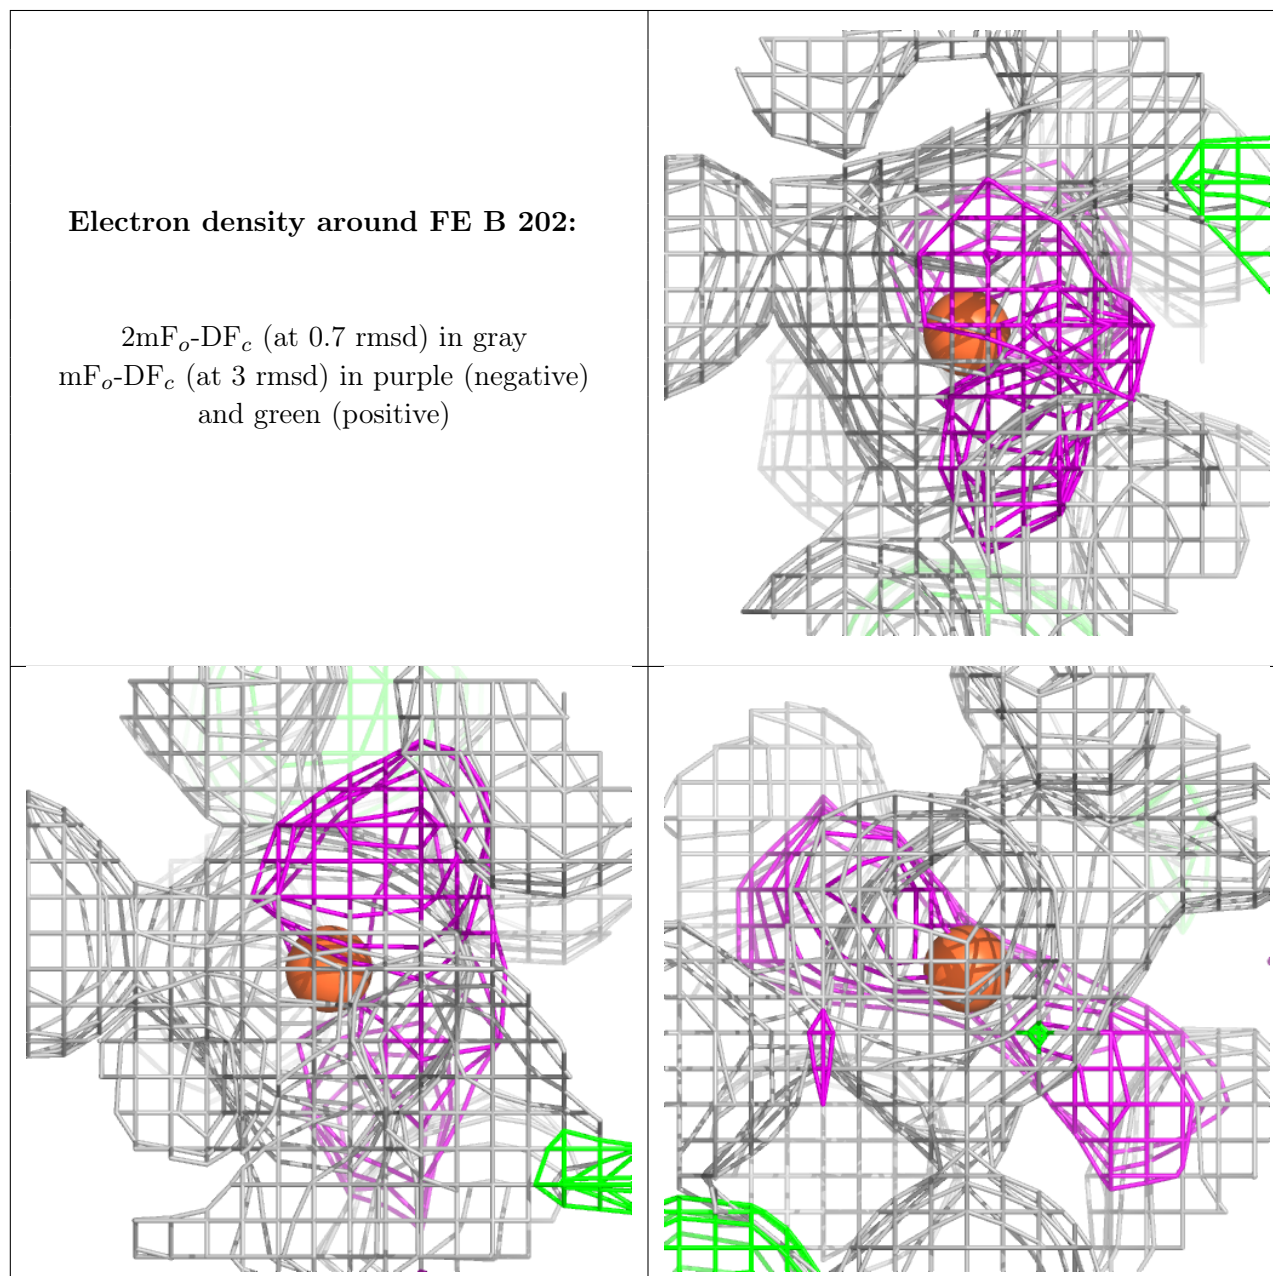 Electron density around FE B 202:
2mFo-DFc (at 0.7 rmsd) in gray
mFo-DFc (at 3 rmsd) in purple (negative)
and green (positive)